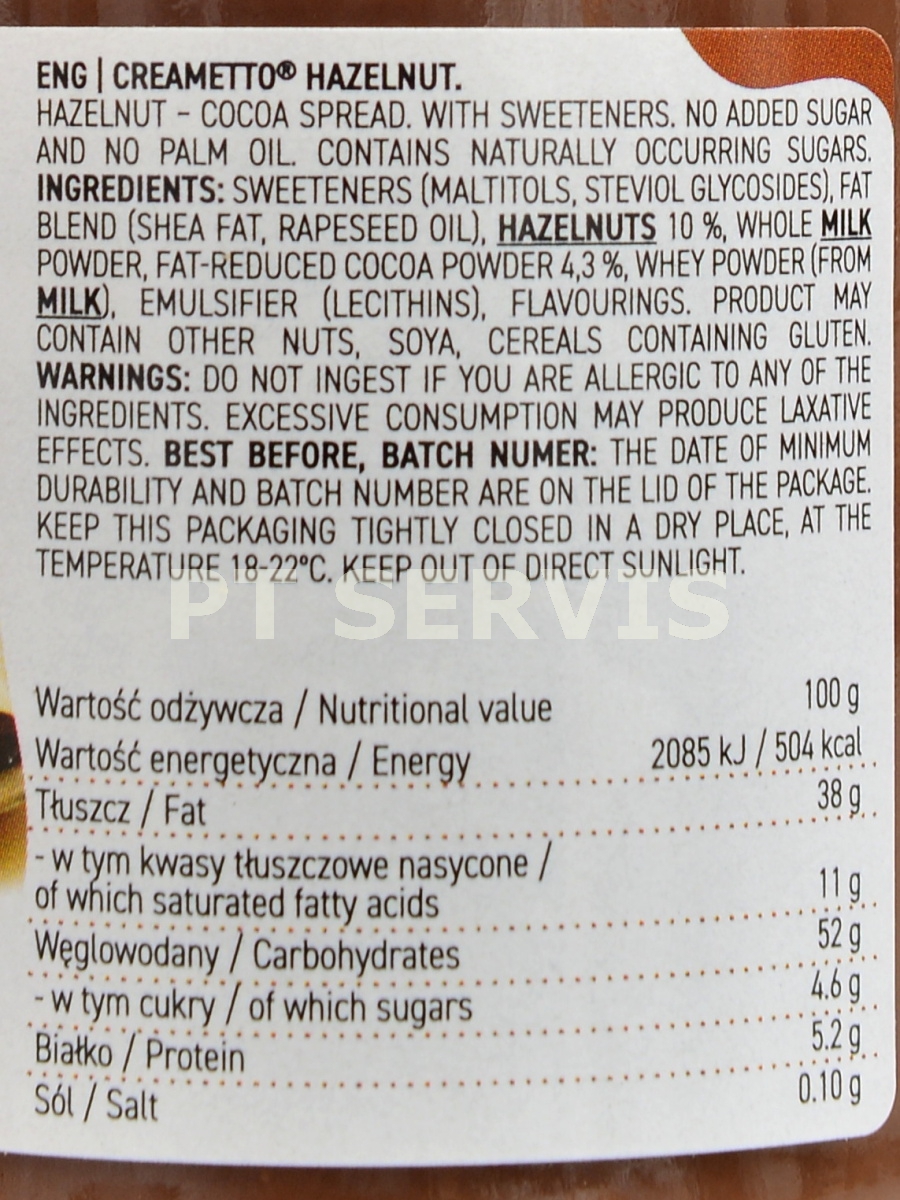 ENG | CREAMETTO® HAZELNUT.
HAZELNUT – COCOA SPREAD. WITH SWEETENERS. NO ADDED SUGAR
AND NO PALM OIL. CONTAINS NATURALLY OCCURRING SUGARS.
INGREDIENTS: SWEETENERS (MALTITOLS, STEVIOL GLYCOSIDES), FAT
BLEND (SHEA FAT, RAPESEED OIL), HAZELNUTS 10 %, WHOLE MILK
POWDER, FAT-REDUCED COCOA POWDER 4,3 %, WHEY POWDER (FROM
MILK), EMULSIFIER (LECITHINS), FLAVOURINGS. PRODUCT MAY
CONTAIN OTHER NUTS, SOYA, CEREALS CONTAINING GLUTEN.
WARNINGS: DO NOT INGEST IF YOU ARE ALLERGIC TO ANY OF THE
INGREDIENTS. EXCESSIVE CONSUMPTION MAY PRODUCE LAXATIVE
EFFECTS. BEST BEFORE, BATCH NUMER: THE DATE OF MINIMUM
DURABILITY AND BATCH NUMBER ARE ON THE LID OF THE PACKAGE.
KEEP THIS PACKAGING TIGHTLY CLOSED IN A DRY PLACE, AT THE
TEMPERATURE 18-22°C. KEEP OUT OF DIRECT SUNLIGHT.
PT SERVIS
Wartość odżywcza / Nutritional value 100 g
Wartość energetyczna / Energy 2085 kJ / 504 kcal
Tłuszcz / Fat 38 g
- w tym kwasy tłuszczowe nasycone /
of which saturated fatty acids 11 g
Węglowodany / Carbohydrates 52 g
- w tym cukry / of which sugars 4.6 g
Białko / Protein 5.2 g
Sól / Salt 0.10 g